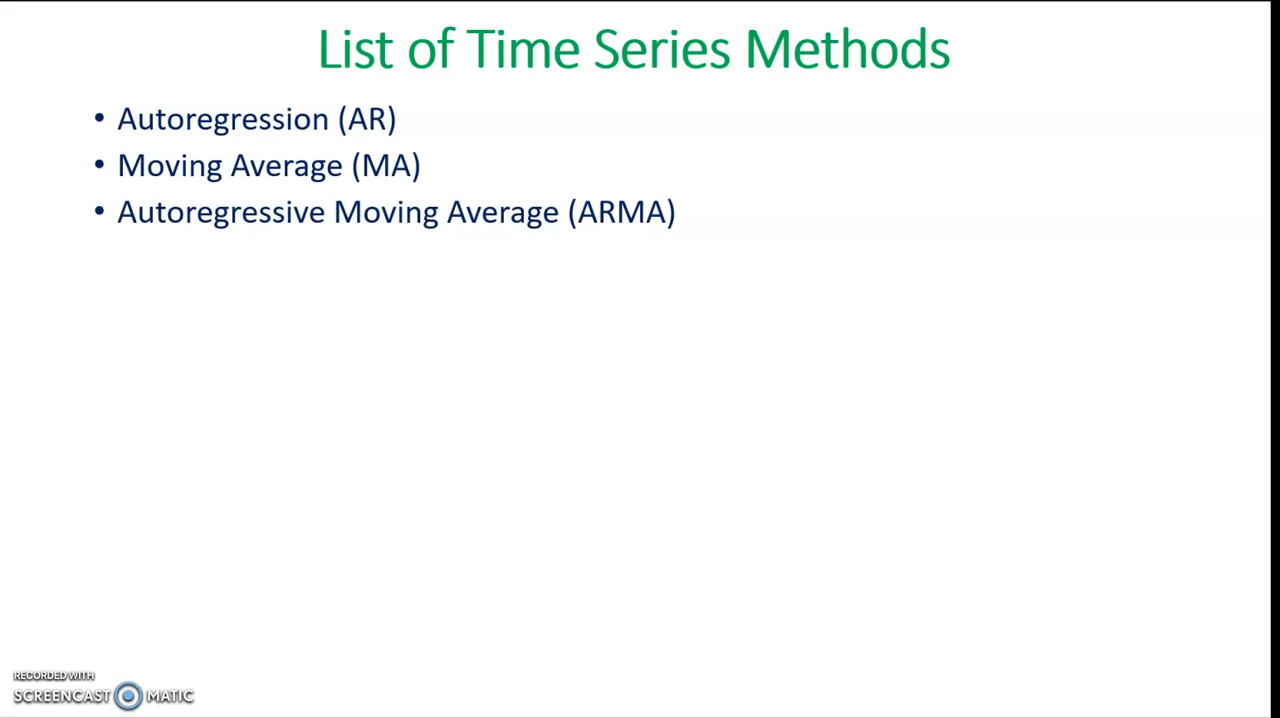 List of Time Series Methods
• Autoregression (AR)
• Moving Average (MA)
• Autoregressive Moving Average (ARMA)
RECORDED WITH
SCREENCAST MATIC